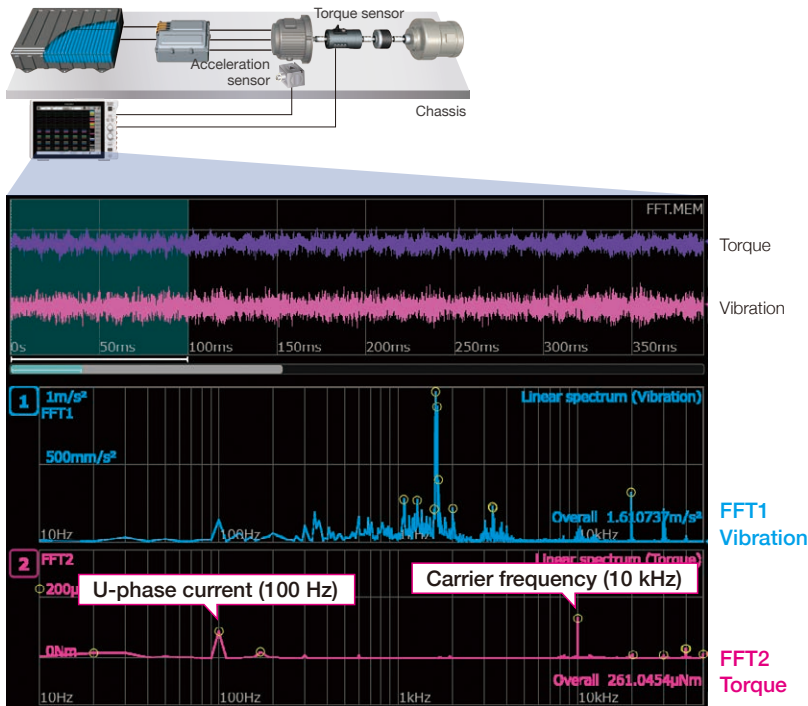 Torque sensor
Acceleration
sensor
Chassis
FFT.MEM
Torque
Vibration
0s 50ms 100ms 150ms 200ms 250ms 300ms 350ms
1 1m/s² Linear spectrum (Vibration)
FFT1
500mm/s²
Overall 1.610737m/s²
10Hz 100Hz 1kHz 10kHz
FFT1
Vibration
2 FFT2 Linear spectrum (Torque)
200μ
U-phase current (100 Hz)
Carrier frequency (10 kHz)
0Nm
Overall 261.0454μNm
10Hz 100Hz 1kHz 10kHz
FFT2
Torque